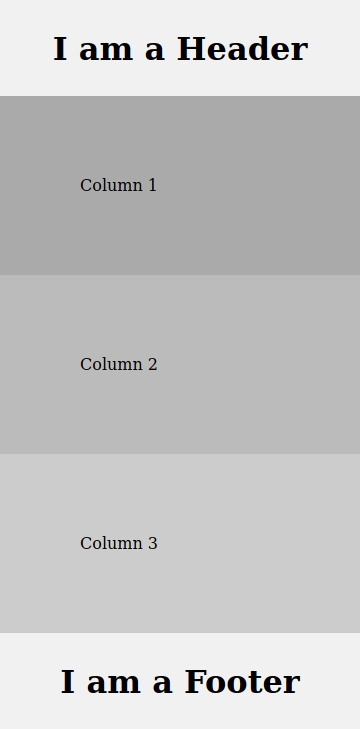 I am a Header
Column 1
Column 2
Column 3
I am a Footer